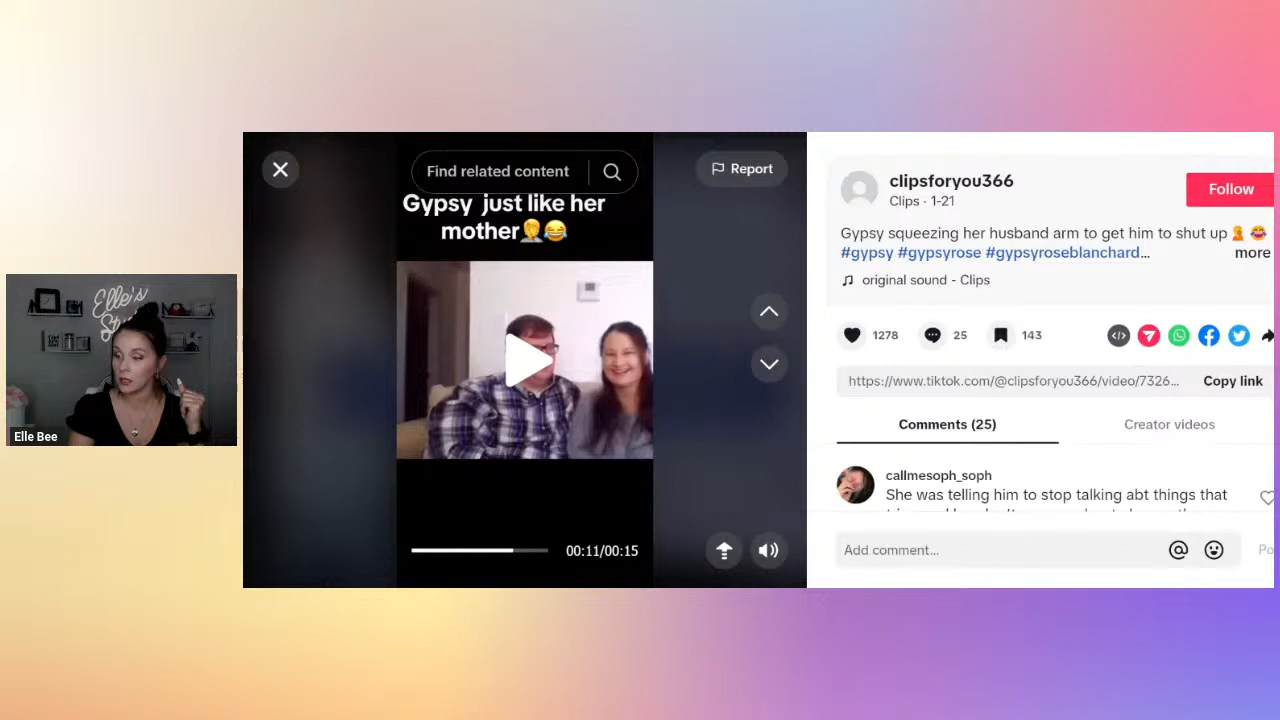 Elle's
Elle Bee
Find related content
Report
Gypsy just like her
mother🤦😂
00:11/00:15
clipsforyou366
Clips · 1-21
Follow
Gypsy squeezing her husband arm to get him to shut up 🤦 😂
#gypsy #gypsyrose #gypsyroseblanchard...
more
original sound - Clips
1278
25
143
https://www.tiktok.com/@clipsforyou366/video/7326...
Copy link
Comments (25)
Creator videos
callmesoph_soph
She was telling him to stop talking abt things that
Add comment...
Po